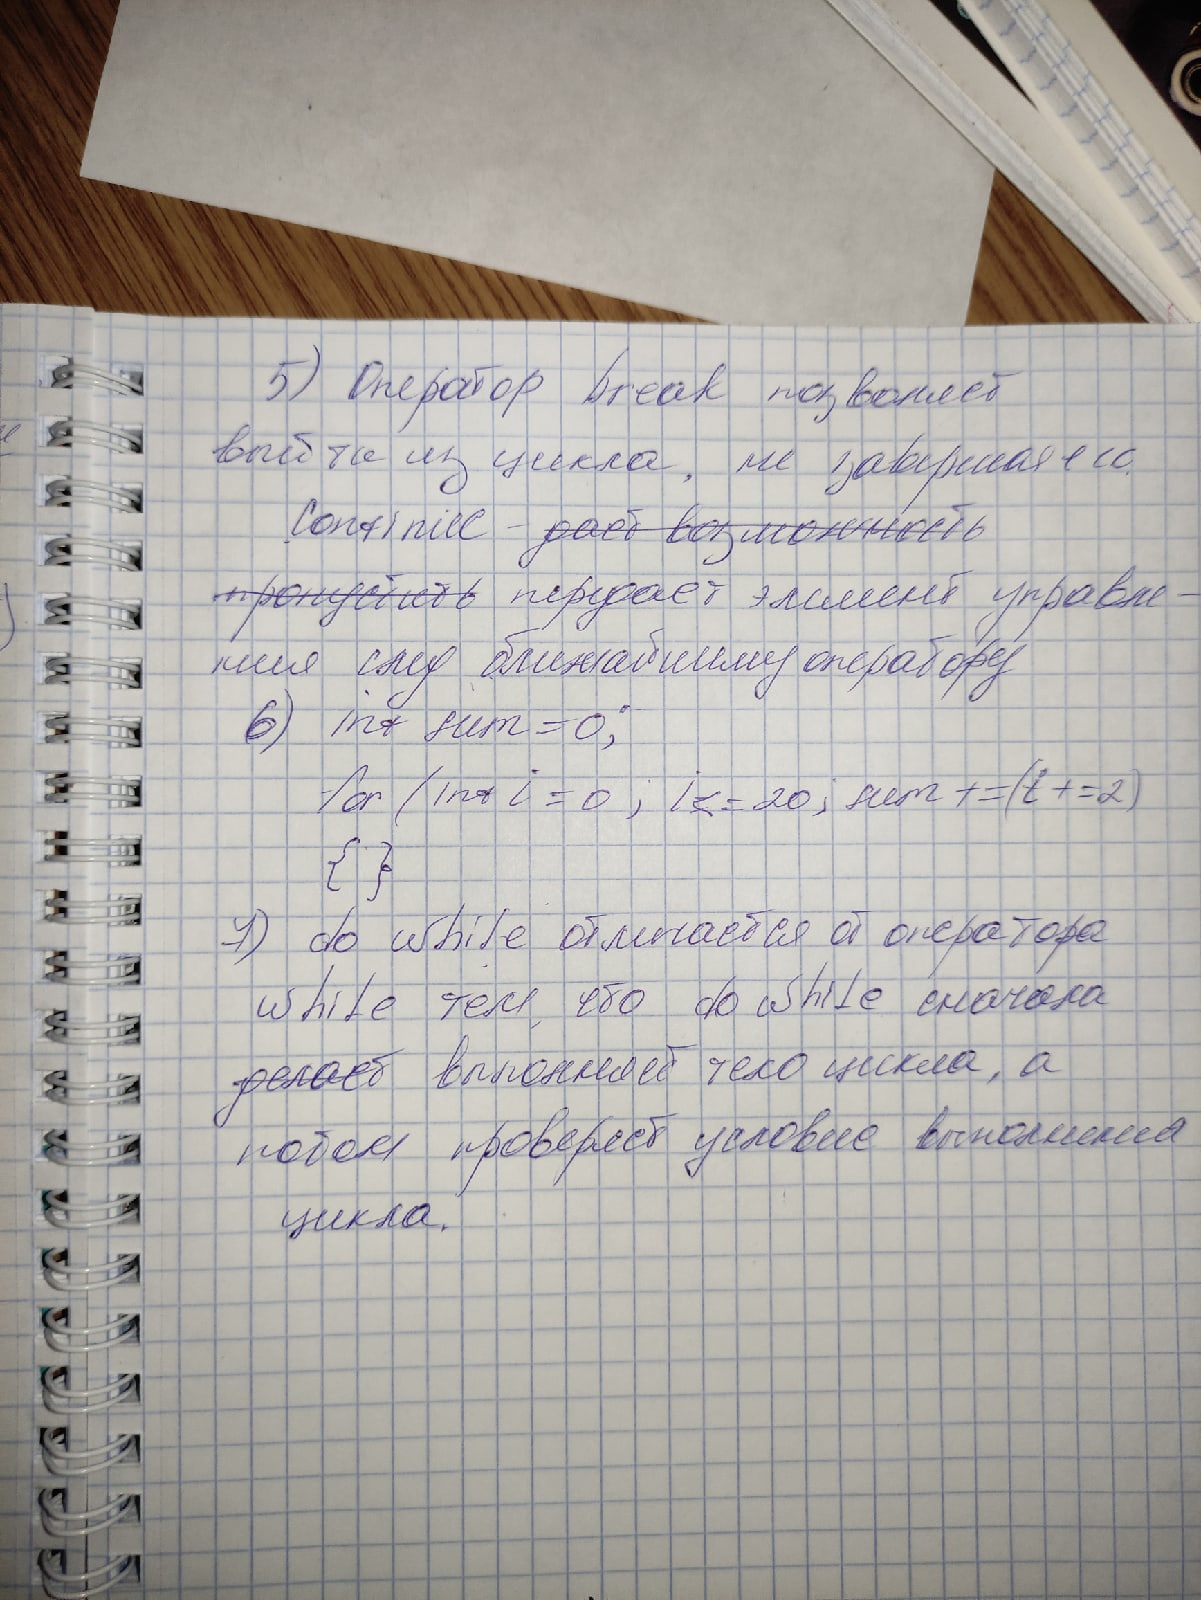 5) Оператор break позволяет
выйти из цикла, не завершая его.
Continue - дает возможность
пропустить передает элемент управле-
ния след ближайшему оператору
6) int sum = 0;
for (int i = 0; i <= 20; sum += (i += 2)
{ }
7) do while отличается от оператора
while тем, что do while сначала
делает выполняет тело цикла, а
потом проверяет условие выполнения
цикла.